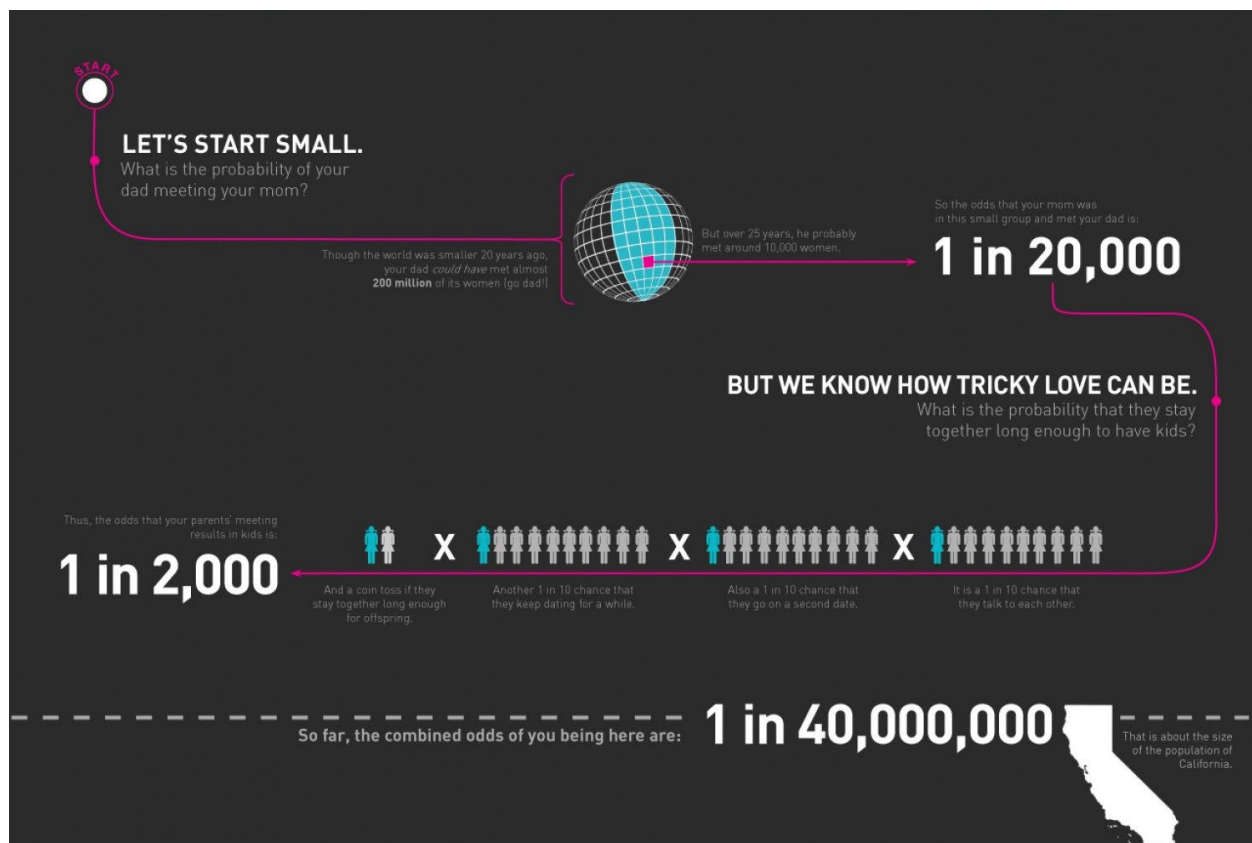 START
LET'S START SMALL.
What is the probability of your
dad meeting your mom?
Though the world was smaller 20 years ago,
your dad could have met almost
200 million of its women (go dad!)
But over 25 years, he probably
met around 10,000 women.
So the odds that your mom was
in this small group and met your dad is:
1 in 20,000
BUT WE KNOW HOW TRICKY LOVE CAN BE.
What is the probability that they stay
together long enough to have kids?
It is a 1 in 10 chance that
they talk to each other.
X
Also a 1 in 10 chance that
they go on a second date.
X
Another 1 in 10 chance that
they keep dating for a while.
X
And a coin toss if they
stay together long enough
for offspring.
Thus, the odds that your parents' meeting
results in kids is:
1 in 2,000
So far, the combined odds of you being here are:
1 in 40,000,000
That is about the size
of the population of
California.